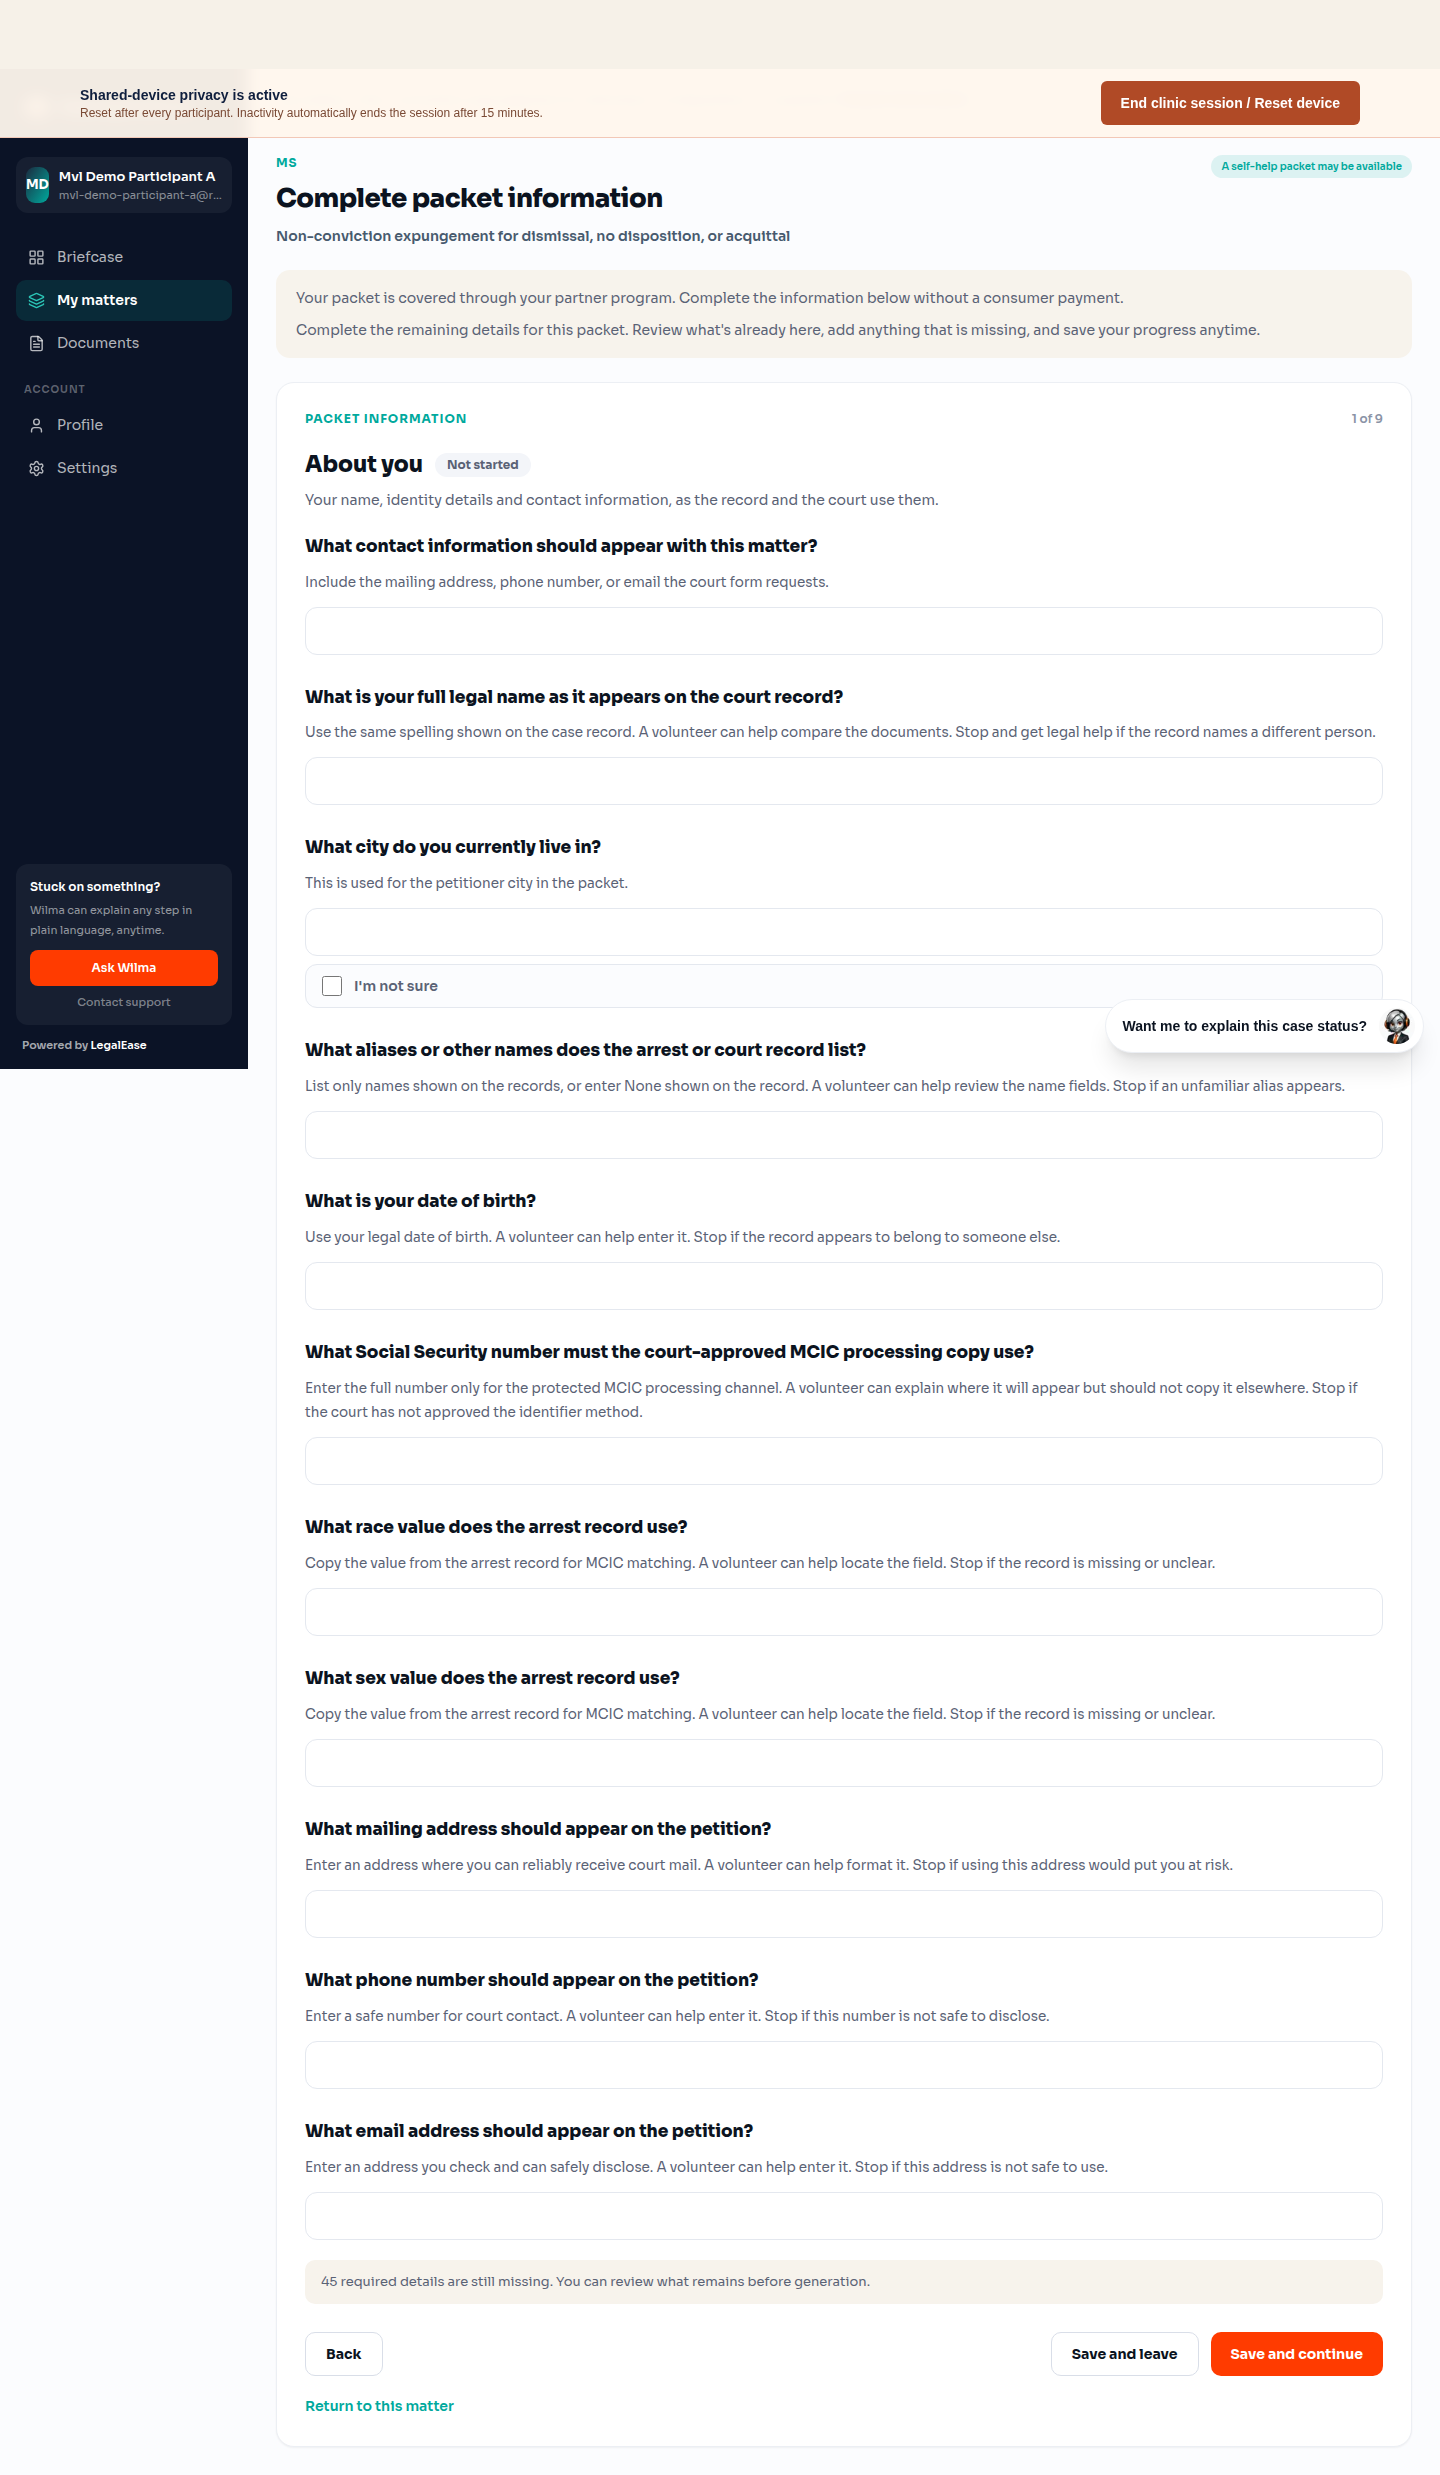 Shared-device privacy is active
Reset after every participant. Inactivity automatically ends the session after 15 minutes.
End clinic session / Reset device
MD
Mvl Demo Participant A
mvl-demo-participant-a@r...
Briefcase
My matters
Documents
ACCOUNT
Profile
Settings
Stuck on something?
Wilma can explain any step in
plain language, anytime.
Ask Wilma
Contact support
Powered by LegalEase
MS
A self-help packet may be available
Complete packet information
Non-conviction expungement for dismissal, no disposition, or acquittal
Your packet is covered through your partner program. Complete the information below without a consumer payment.
Complete the remaining details for this packet. Review what's already here, add anything that is missing, and save your progress anytime.
PACKET INFORMATION
1 of 9
About you
Not started
Your name, identity details and contact information, as the record and the court use them.
What contact information should appear with this matter?
Include the mailing address, phone number, or email the court form requests.
What is your full legal name as it appears on the court record?
Use the same spelling shown on the case record. A volunteer can help compare the documents. Stop and get legal help if the record names a different person.
What city do you currently live in?
This is used for the petitioner city in the packet.
I'm not sure
Want me to explain this case status?
What aliases or other names does the arrest or court record list?
List only names shown on the records, or enter None shown on the record. A volunteer can help review the name fields. Stop if an unfamiliar alias appears.
What is your date of birth?
Use your legal date of birth. A volunteer can help enter it. Stop if the record appears to belong to someone else.
What Social Security number must the court-approved MCIC processing copy use?
Enter the full number only for the protected MCIC processing channel. A volunteer can explain where it will appear but should not copy it elsewhere. Stop if
the court has not approved the identifier method.
What race value does the arrest record use?
Copy the value from the arrest record for MCIC matching. A volunteer can help locate the field. Stop if the record is missing or unclear.
What sex value does the arrest record use?
Copy the value from the arrest record for MCIC matching. A volunteer can help locate the field. Stop if the record is missing or unclear.
What mailing address should appear on the petition?
Enter an address where you can reliably receive court mail. A volunteer can help format it. Stop if using this address would put you at risk.
What phone number should appear on the petition?
Enter a safe number for court contact. A volunteer can help enter it. Stop if this number is not safe to disclose.
What email address should appear on the petition?
Enter an address you check and can safely disclose. A volunteer can help enter it. Stop if this address is not safe to use.
45 required details are still missing. You can review what remains before generation.
Back
Save and leave
Save and continue
Return to this matter